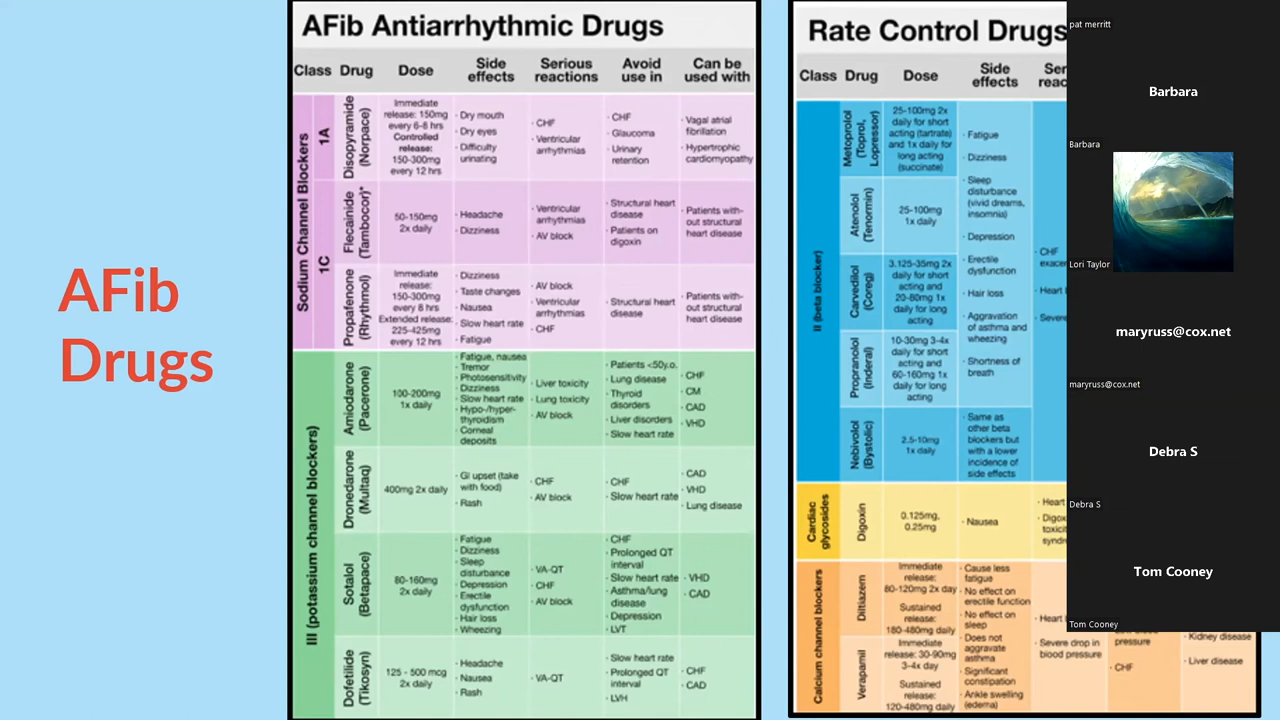 AFib
Drugs
AFib Antiarrhythmic Drugs
Class
Drug
Dose
Side
effects
Serious
reactions
Avoid
use in
Can be
used with
Sodium Channel Blockers
1A
Disopyramide
(Norpace)
Immediate
release: 150mg
every 6-8 hrs
Controlled
release:
150-300mg
every 12 hrs
· Dry mouth
· Dry eyes
· Difficulty
urinating
· CHF
· Ventricular
arrhythmias
· CHF
· Glaucoma
· Urinary
retention
· Vagal atrial
fibrillation
· Hypertrophic
cardiomyopathy
1C
Flecainide
(Tambocor)*
50-150mg
2x daily
· Headache
· Dizziness
· Ventricular
arrhythmias
· AV block
· Structural heart
disease
· Patients on
digoxin
· Patients with-
out structural
heart disease
Propafenone
(Rhythmol)
Immediate
release:
150-300mg
every 8 hrs
Extended release:
225-425mg
every 12 hrs
· Dizziness
· Taste changes
· Nausea
· Slow heart rate
· Fatigue
· AV block
· Ventricular
arrhythmias
· CHF
· Structural heart
disease
· Patients with-
out structural
heart disease
III (potassium channel blockers)
Amiodarone
(Pacerone)
100-200mg
1x daily
· Fatigue, nausea
· Tremor
· Photosensitivity
· Dizziness
· Slow heart rate
· Hypo-/hyper-
thyroidism
· Corneal
deposits
· Liver toxicity
· Lung toxicity
· AV block
· Patients <50y.o.
· Lung disease
· Thyroid
disorders
· Liver disorders
· Slow heart rate
· CHF
· CM
· CAD
· VHD
Dronedarone
(Multaq)
400mg 2x daily
· GI upset (take
with food)
· Rash
· CHF
· AV block
· CHF
· Slow heart rate
· CAD
· VHD
· Lung disease
Sotalol
(Betapace)
80-160mg
2x daily
· Fatigue
· Dizziness
· Sleep
disturbance
· Depression
· Erectile
dysfunction
· Hair loss
· Wheezing
· VA-QT
· CHF
· AV block
· CHF
· Prolonged QT
interval
· Slow heart rate
· Asthma/lung
disease
· Depression
· LVT
· VHD
· CAD
Dofetilide
(Tikosyn)
125 - 500 mcg
2x daily
· Headache
· Nausea
· Rash
· VA-QT
· Slow heart rate
· Prolonged QT
interval
· LVH
· CHF
· CAD
Rate Control Drugs
Class
Drug
Dose
Side
effects
Ser
reac
II (beta blocker)
Metoprolol
(Toprol,
Lopressor)
25-100mg 2x
daily for short
acting (tartrate)
and 1x daily for
long acting
(succinate)
Atenolol
(Tenormin)
25-100mg
1x daily
Carvedilol
(Coreg)
3.125-35mg 2x
daily for short
acting and
20-80mg 1x
daily for long
acting
Propranolol
(Inderal)
10-30mg 3-4x
daily for short
acting and
60-160mg 1x
daily for long
acting
· Fatigue
· Dizziness
· Sleep
disturbance
(vivid dreams,
insomnia)
· Depression
· Erectile
dysfunction
· Hair loss
· Aggravation
of asthma and
wheezing
· Shortness of
breath
· CHF
exacer
· Heart
· Severe
Nebivolol
(Bystolic)
2.5-10mg
1x daily
· Same as
other beta
blockers but
with a lower
incidence of
side effects
Cardiac
glycosides
Digoxin
0.125mg,
0.25mg
· Nausea
· Heart
· Digox
toxicit
syndr
Calcium channel blockers
Diltiazem
Immediate
release:
80-120mg 2x day
Sustained
release:
180-480mg daily
Verapamil
Immediate
release: 30-90mg
3-4x day
Sustained
release:
120-480mg daily
· Cause less
fatigue
· No effect on
erectile function
· No effect on
sleep
· Does not
aggravate
asthma
· Significant
constipation
· Ankle swelling
(edema)
· Heart
· Severe drop in
blood pressure
pressure
· CHF
· Kidney disease
· Liver disease
pat merritt
Barbara
Barbara
Lori Taylor
maryruss@cox.net
maryruss@cox.net
Debra S
Debra S
Tom Cooney
Tom Cooney